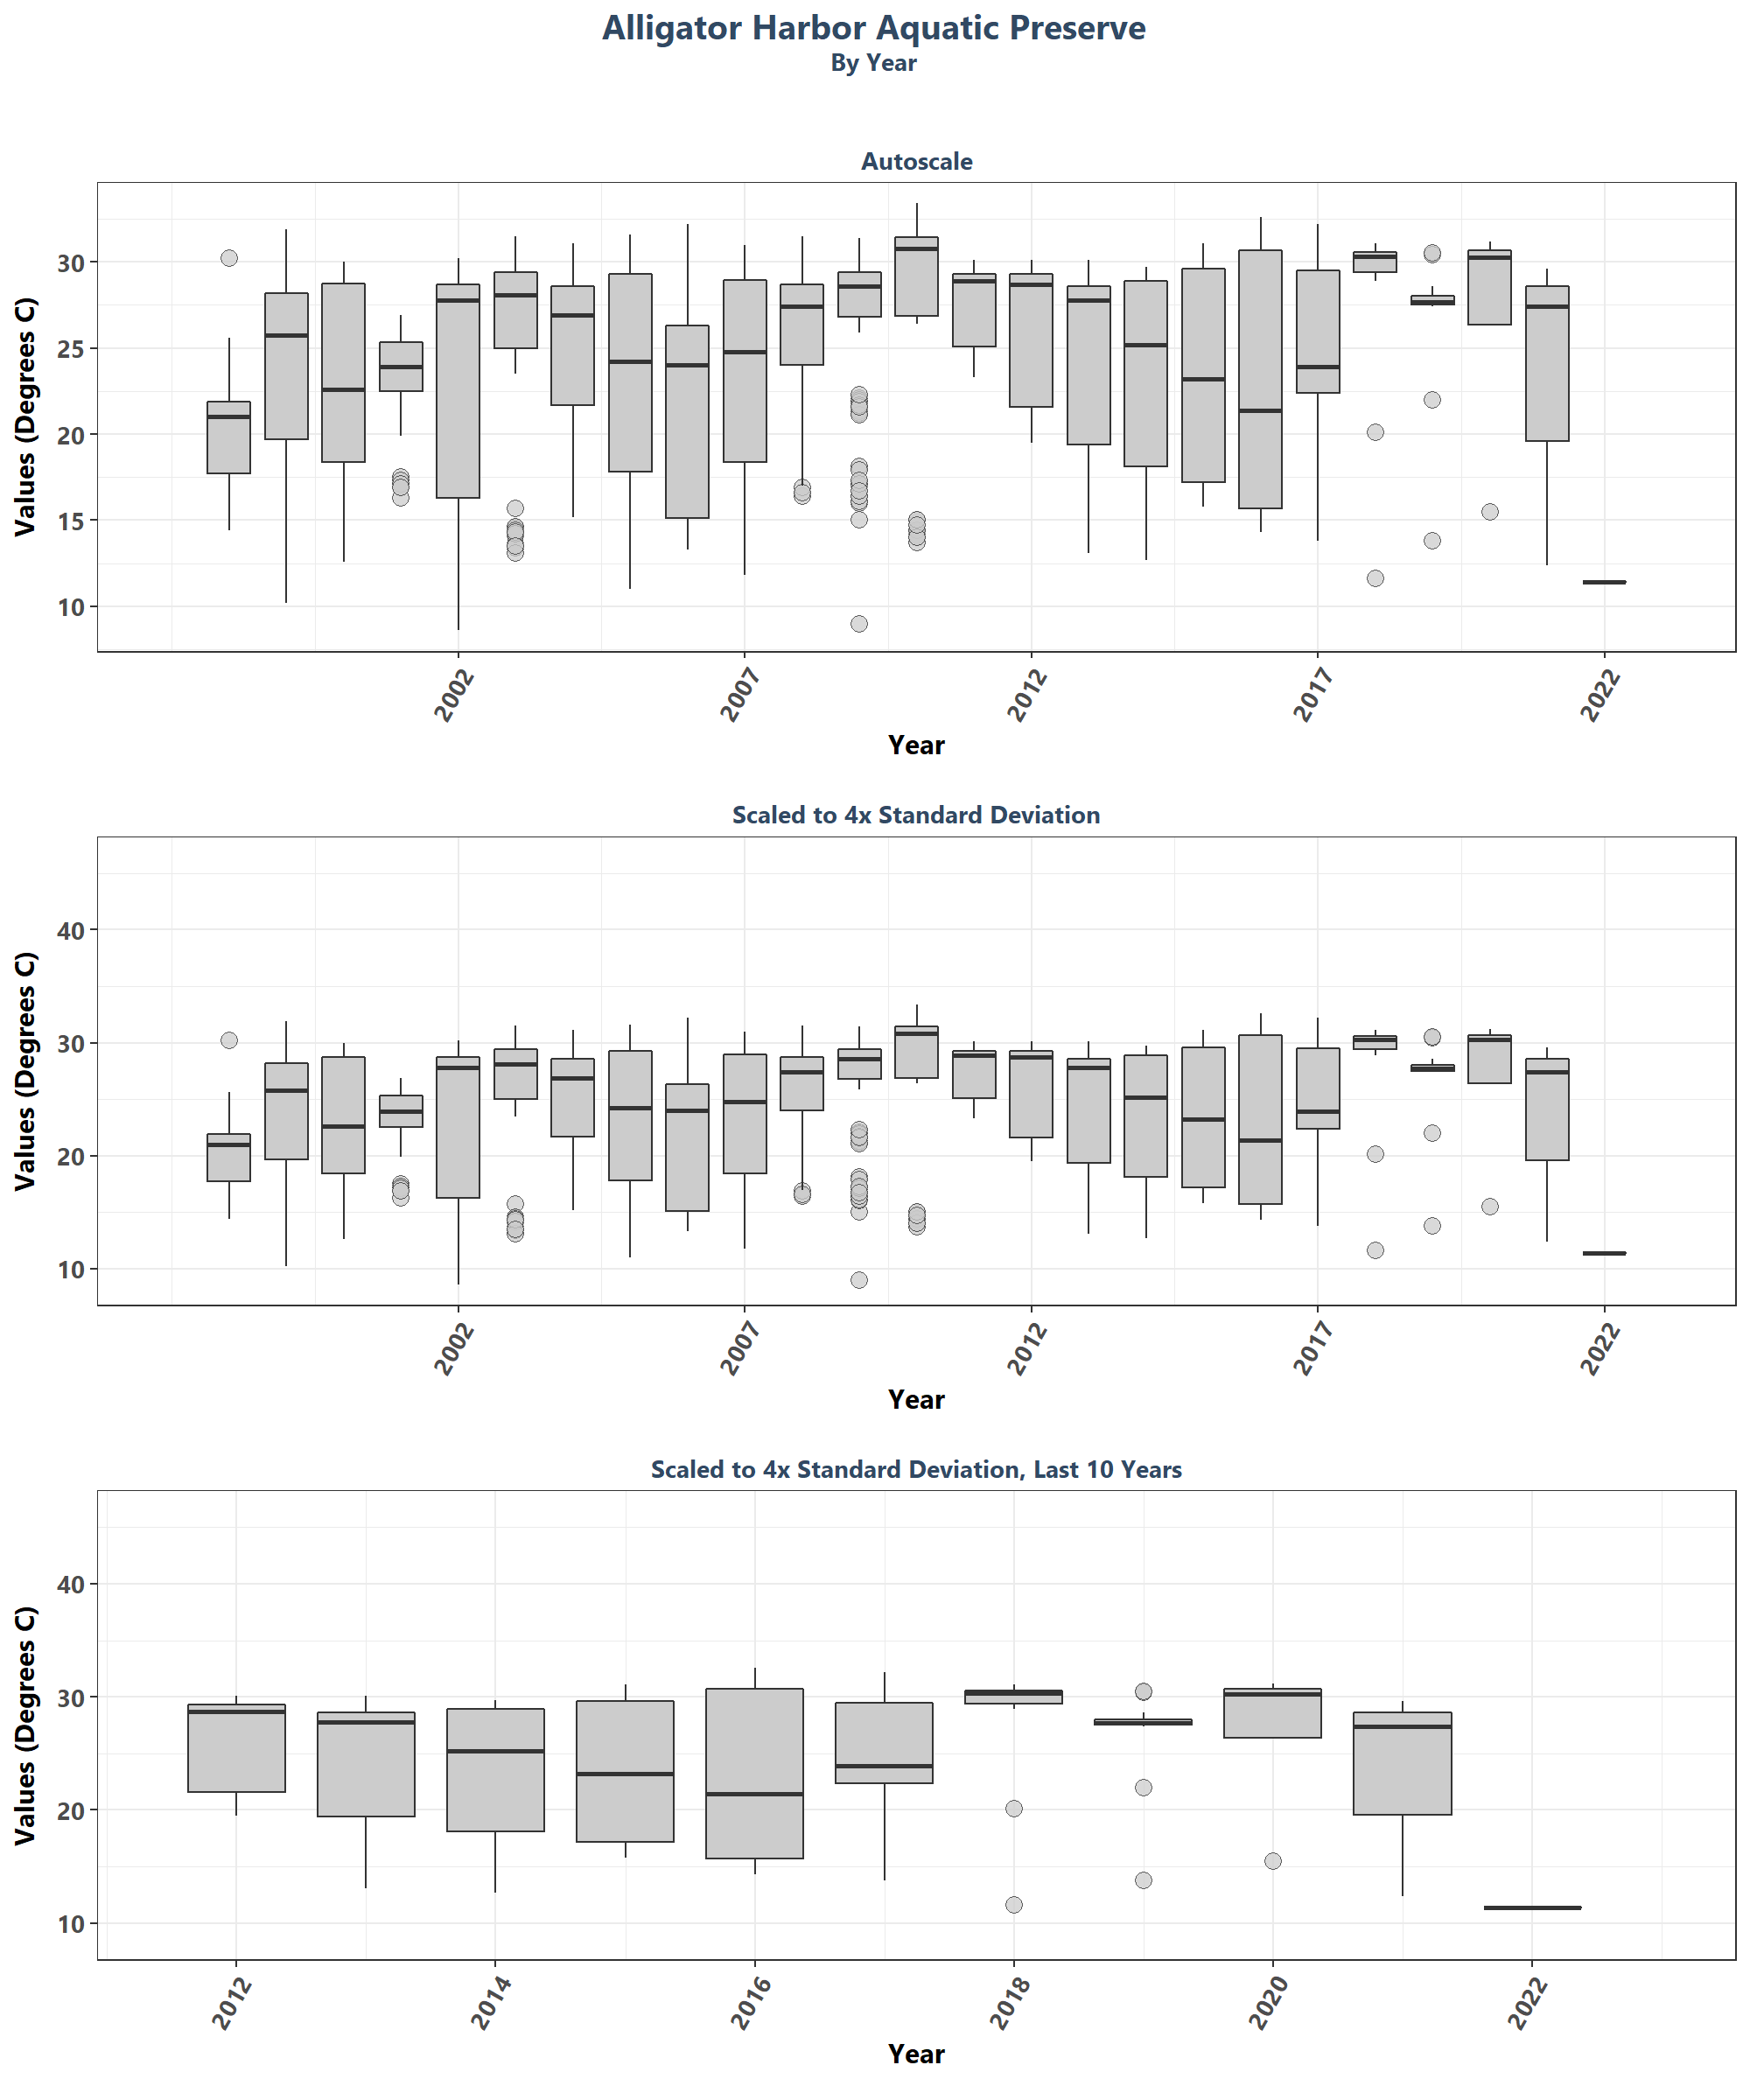 Alligator Harbor Aquatic Preserve
By Year
Autoscale
Values (Degrees C)
30
25
20
15
10
2002
2007
2012
2017
2022
Year
Scaled to 4x Standard Deviation
Values (Degrees C)
40
30
20
10
2002
2007
2012
2017
2022
Year
Scaled to 4x Standard Deviation, Last 10 Years
Values (Degrees C)
40
30
20
10
2012
2014
2016
2018
2020
2022
Year